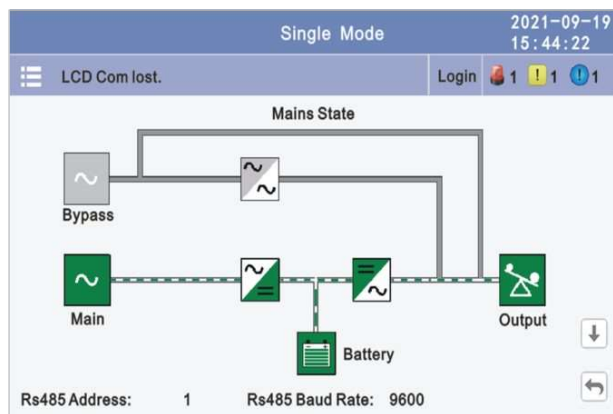 Single Mode
2021-09-19
15:44:22
LCD Com lost.
Login 1 ! 1 ! 1
Mains State
Bypass
Main
Output
Battery
Rs485 Address: 1 Rs485 Baud Rate: 9600